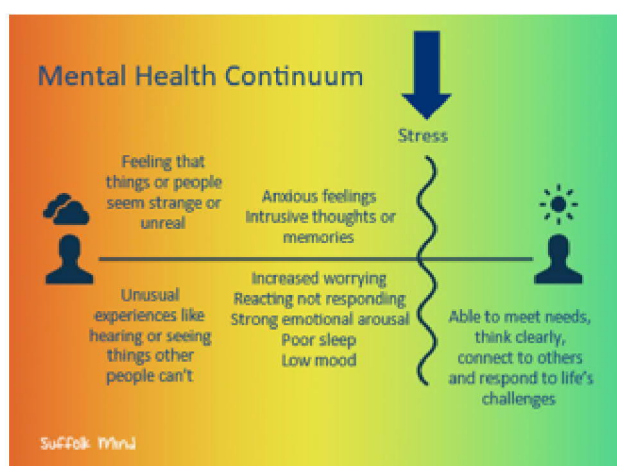 Mental Health Continuum
Stress
Feeling that
things or people
seem strange or
unreal
Anxious feelings
Intrusive thoughts or
memories
Unusual
experiences like
hearing or seeing
things other
people can't
Increased worrying
Reacting not responding
Strong emotional arousal
Poor sleep
Low mood
Able to meet needs,
think clearly,
connect to others
and respond to life's
challenges
Suffolk Mind